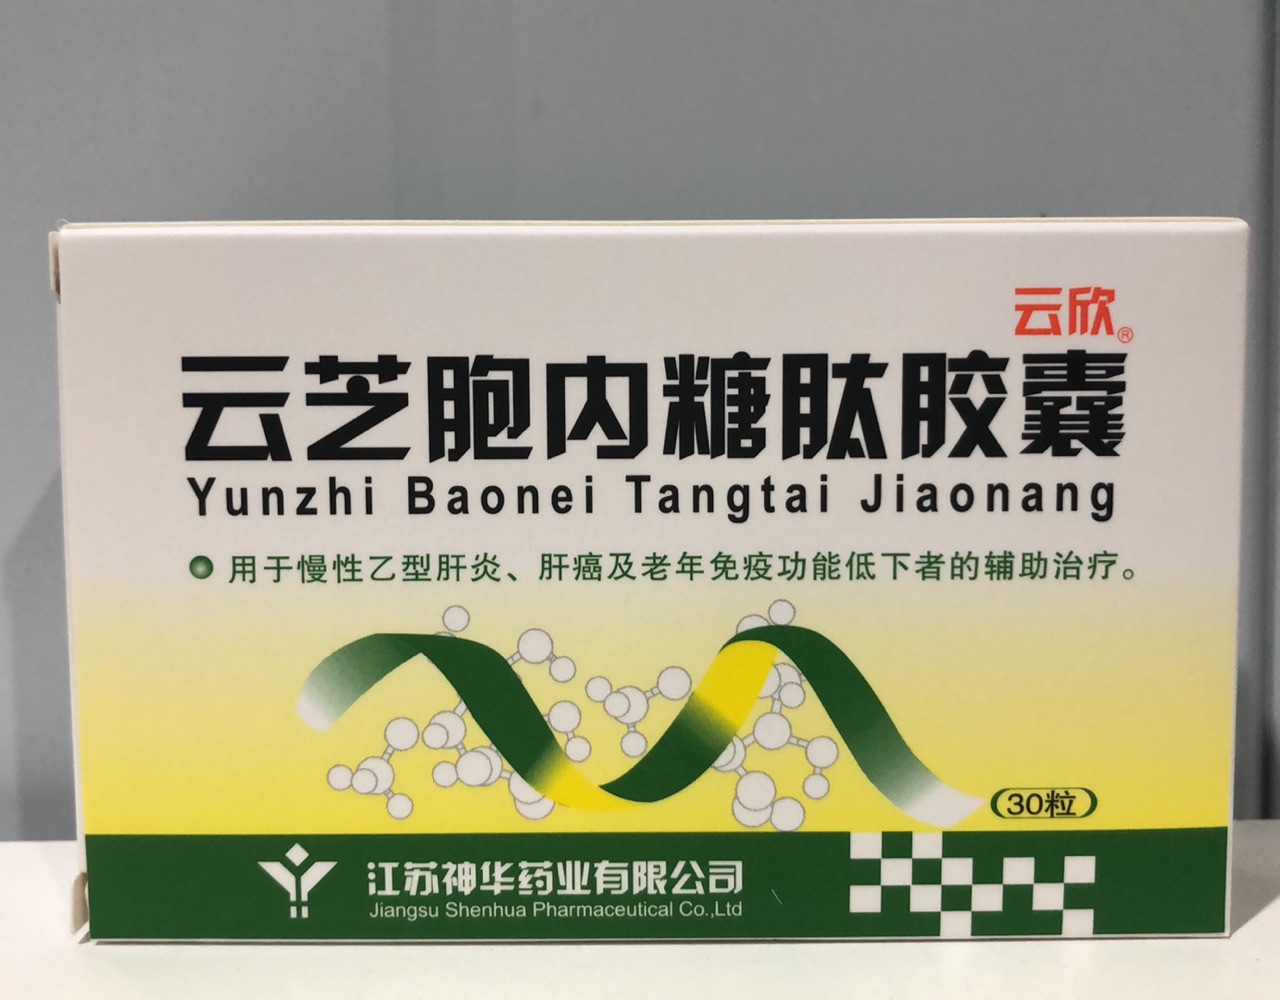 云欣®
云芝胞内糖肽胶囊
Yunzhi Baonei Tangtai Jiaonang
用于慢性乙型肝炎、肝癌及老年免疫功能低下者的辅助治疗。
30粒
江苏神华药业有限公司
Jiangsu Shenhua Pharmaceutical Co.,Ltd